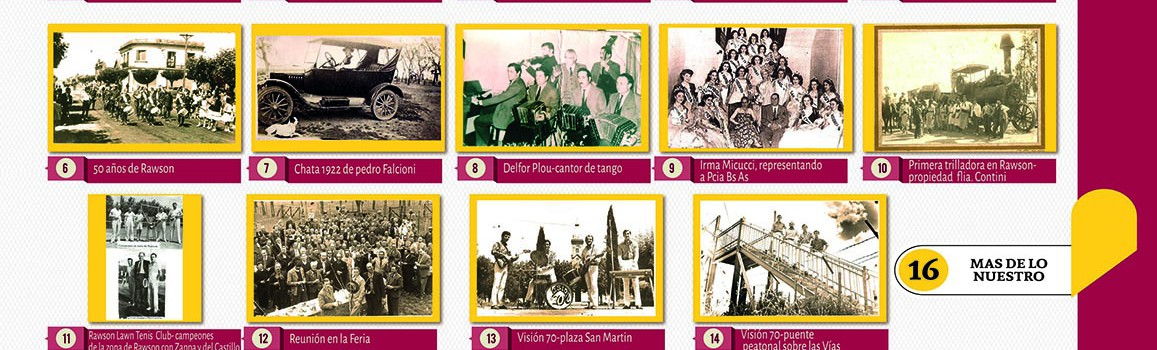 6 50 años de Rawson
7 Chata 1922 de pedro Falcioni
8 Delfor Plou-cantor de tango
9 Irma Micucci, representando
a Pcia Bs As
10 Primera trilladora en Rawson-
propiedad flia. Contini
16 MAS DE LO
NUESTRO
11 Rawson Lawn Tenis Club-campeones
de la zona de Rawson con Zanna y del Castillo
12 Reunión en la Feria
13 Visión 70-plaza San Martin
14 Visión 70-puente
peatonal sobre las Vías